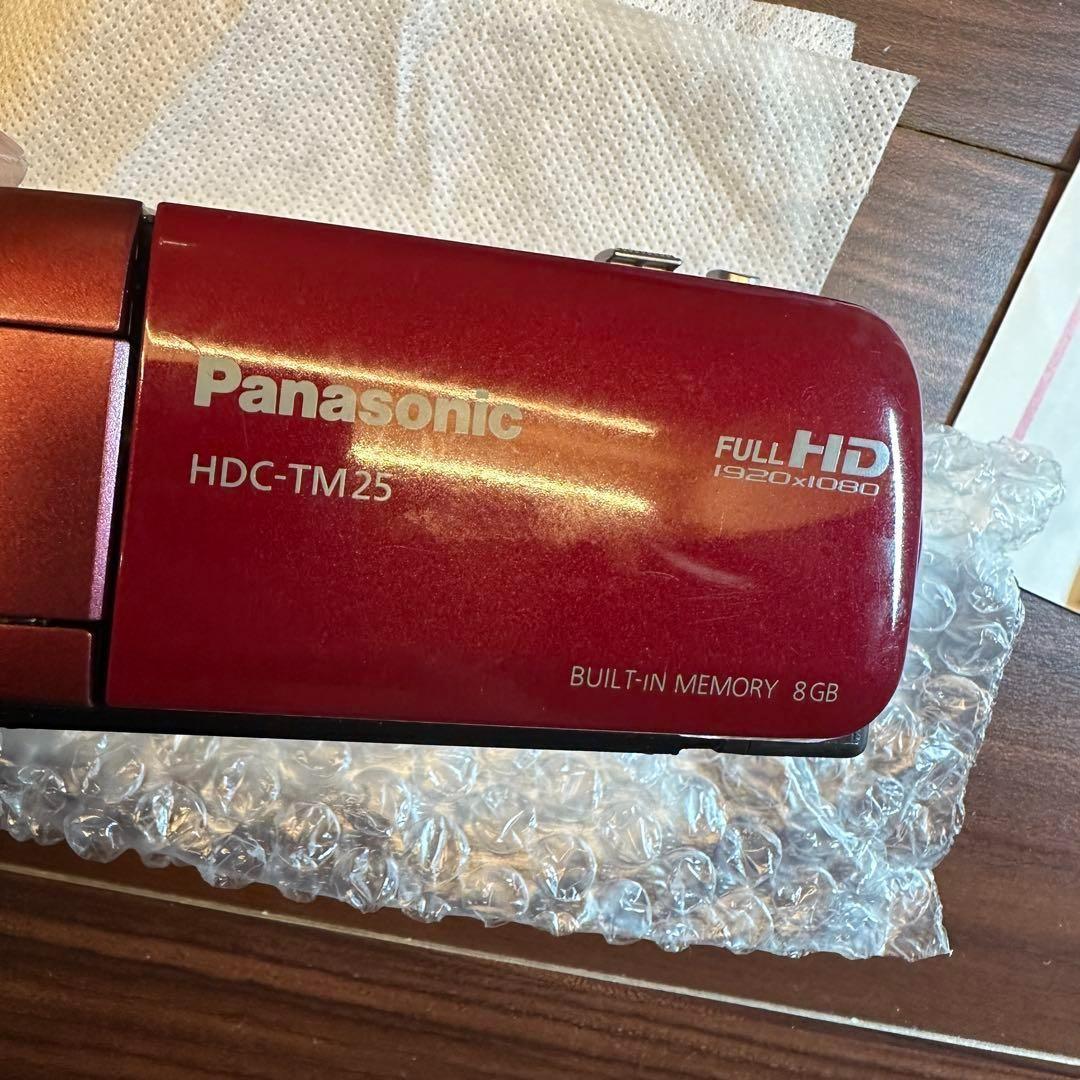 Panasonic
HDC-TM25
FULL HD
1920x1080
BUILT-iN MEMORY 8GB